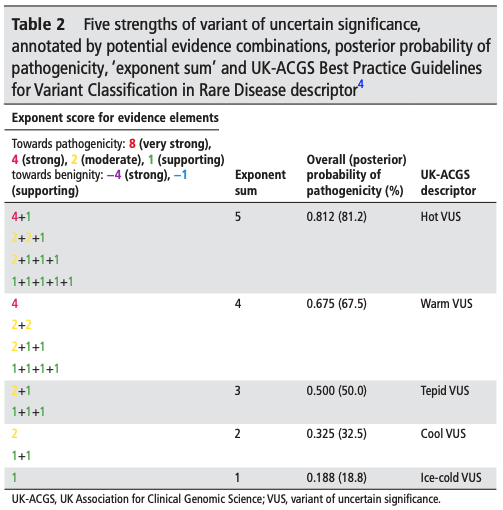 Table 2 Five strengths of variant of uncertain significance,
annotated by potential evidence combinations, posterior probability of
pathogenicity, ‘exponent sum’ and UK-ACGS Best Practice Guidelines
for Variant Classification in Rare Disease descriptor4
Exponent score for evidence elements
Towards pathogenicity: 8 (very strong),
4 (strong), 2 (moderate), 1 (supporting)
towards benignity: −4 (strong), −1
(supporting)
Exponent
sum
Overall (posterior)
probability of
pathogenicity (%)
UK-ACGS
descriptor
4+1 5 0.812 (81.2) Hot VUS
2+2+1
2+1+1+1
1+1+1+1+1
4 4 0.675 (67.5) Warm VUS
2+2
2+1+1
1+1+1+1
2+1 3 0.500 (50.0) Tepid VUS
1+1+1
2 2 0.325 (32.5) Cool VUS
1+1
1 1 0.188 (18.8) Ice-cold VUS
UK-ACGS, UK Association for Clinical Genomic Science; VUS, variant of uncertain significance.